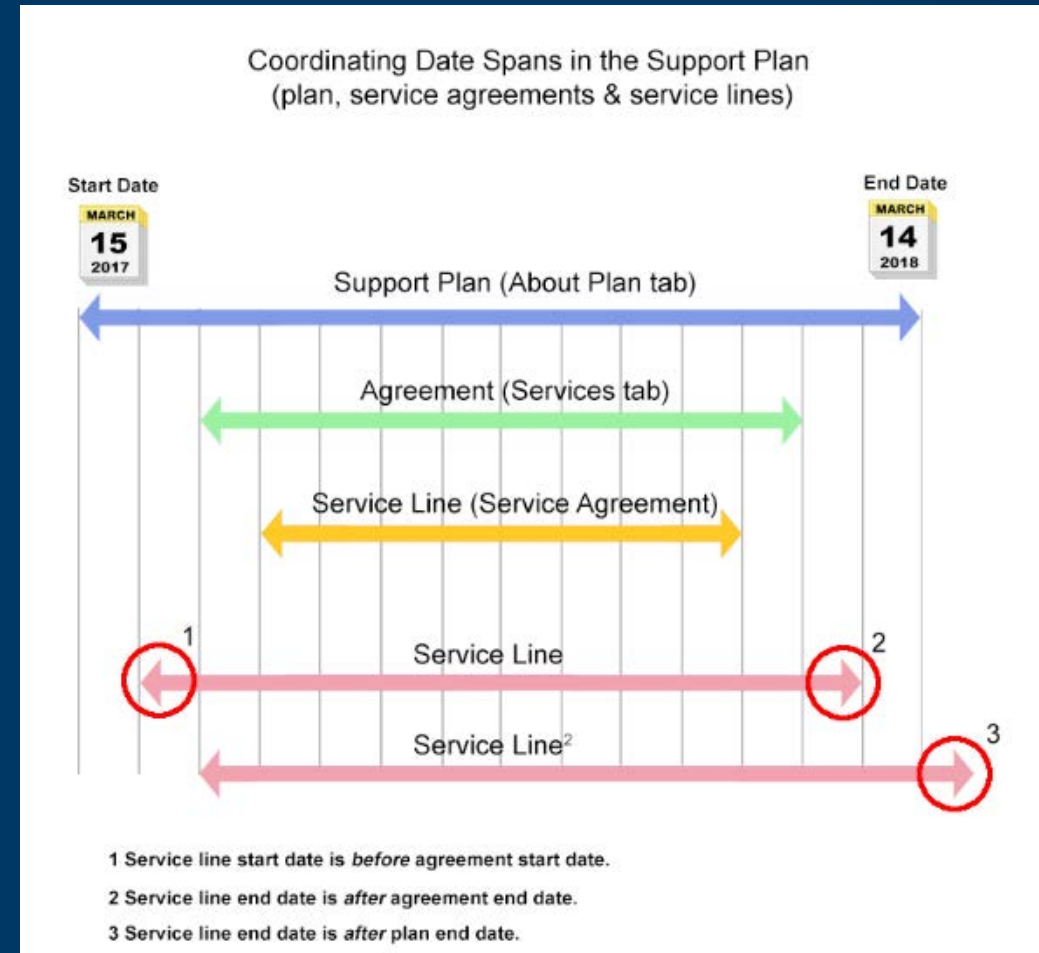 Coordinating Date Spans in the Support Plan
(plan, service agreements & service lines)
Start Date
MARCH
15
2017
End Date
MARCH
14
2018
Support Plan (About Plan tab)
Agreement (Services tab)
Service Line (Service Agreement)
1
Service Line
2
Service Line²
3
1 Service line start date is before agreement start date.
2 Service line end date is after agreement end date.
3 Service line end date is after plan end date.